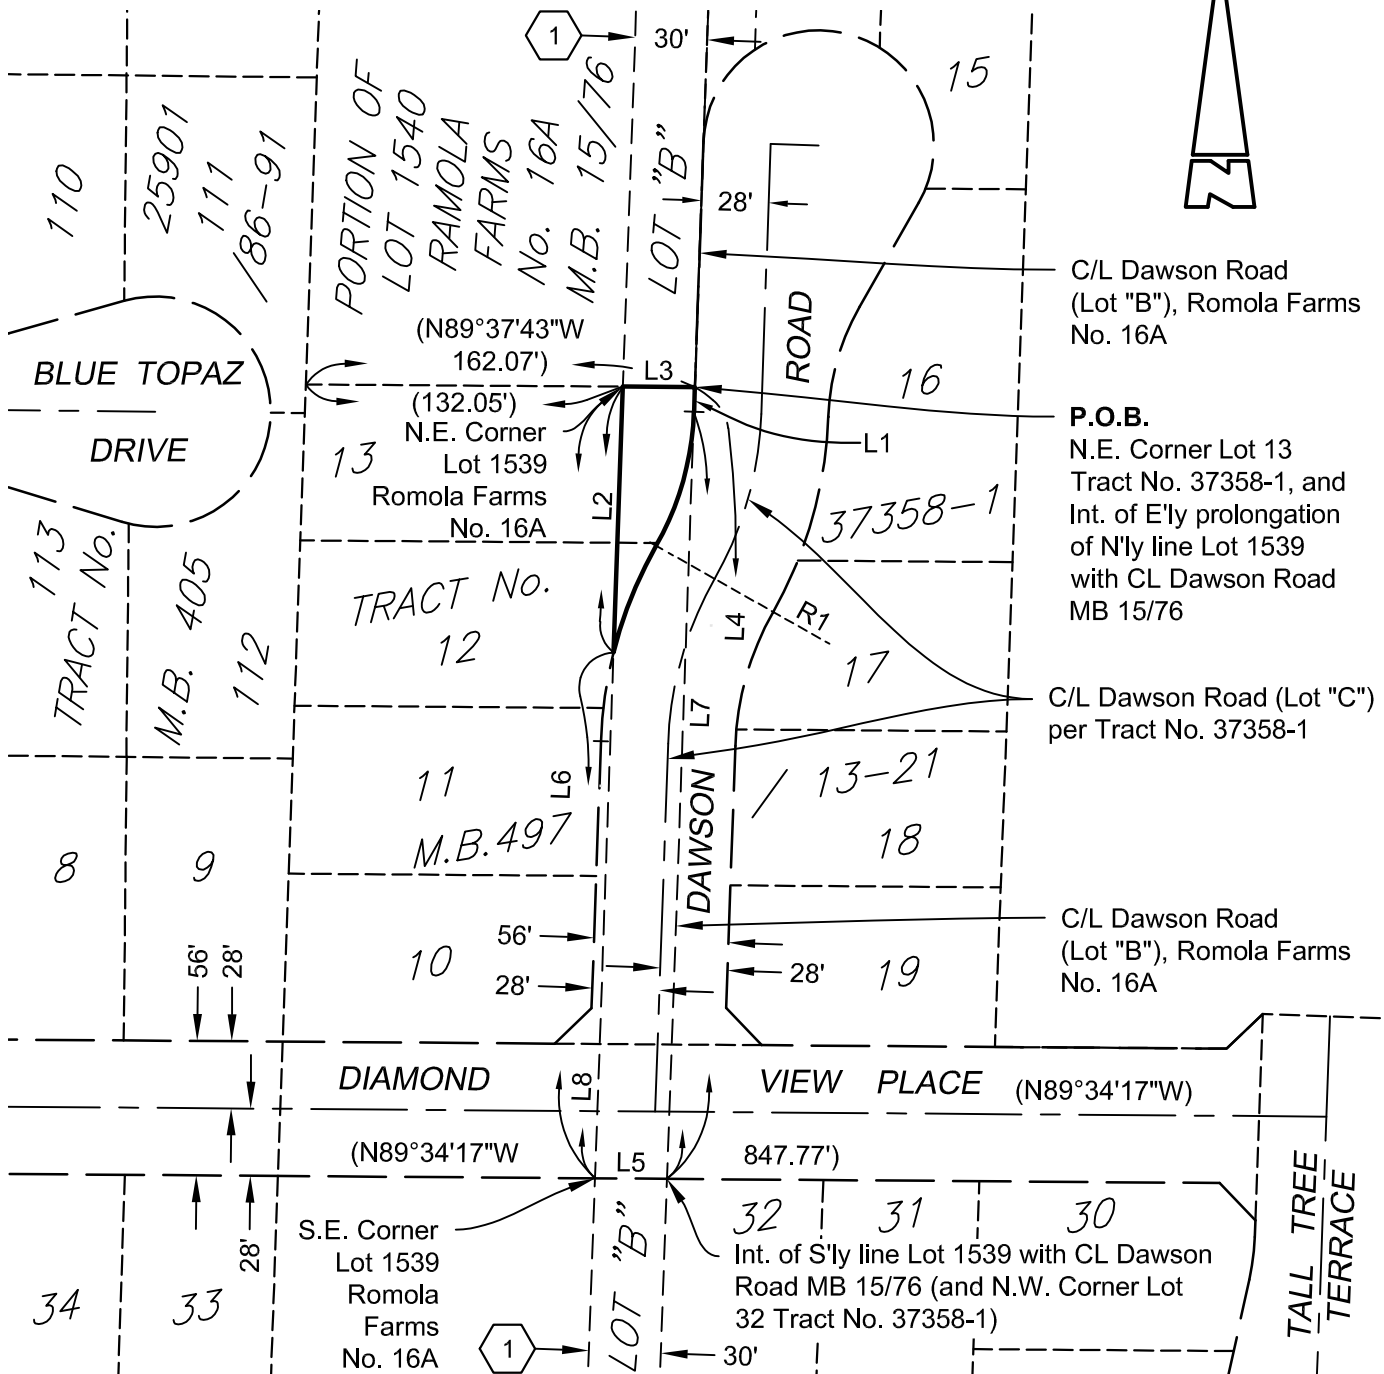 1
30'
15
110
25901
111
/86-91
PORTION OF
LOT 1540
RAMOLA
FARMS
No. 16A
M.B. 15/76
LOT "B"
28'
N
C/L Dawson Road
(Lot "B"), Romola Farms
No. 16A
ROAD
(N89°37'43"W
162.07')
L3
BLUE TOPAZ
DRIVE
(132.05')
N.E. Corner
Lot 1539
Romola Farms
No. 16A
13
L2
L1
16
P.O.B.
N.E. Corner Lot 13
Tract No. 37358-1, and
Int. of E'ly prolongation
of N'ly line Lot 1539
with CL Dawson Road
MB 15/76
37358-1
113
TRACT No.
M.B. 405
112
TRACT No.
12
L4
R1
17
C/L Dawson Road (Lot "C")
per Tract No. 37358-1
L7
11
L6
M.B.497
/ 13-21
18
DAWSON
8
9
10
56'
28'
28'
19
C/L Dawson Road
(Lot "B"), Romola Farms
No. 16A
56'
28'
DIAMOND VIEW PLACE (N89°34'17"W)
L8
(N89°34'17"W
L5
847.77')
28'
S.E. Corner
Lot 1539
Romola
Farms
No. 16A
LOT "B"
32
31
30
Int. of S'ly line Lot 1539 with CL Dawson
Road MB 15/76 (and N.W. Corner Lot
32 Tract No. 37358-1)
34
33
1
30'
TALL TREE
TERRACE